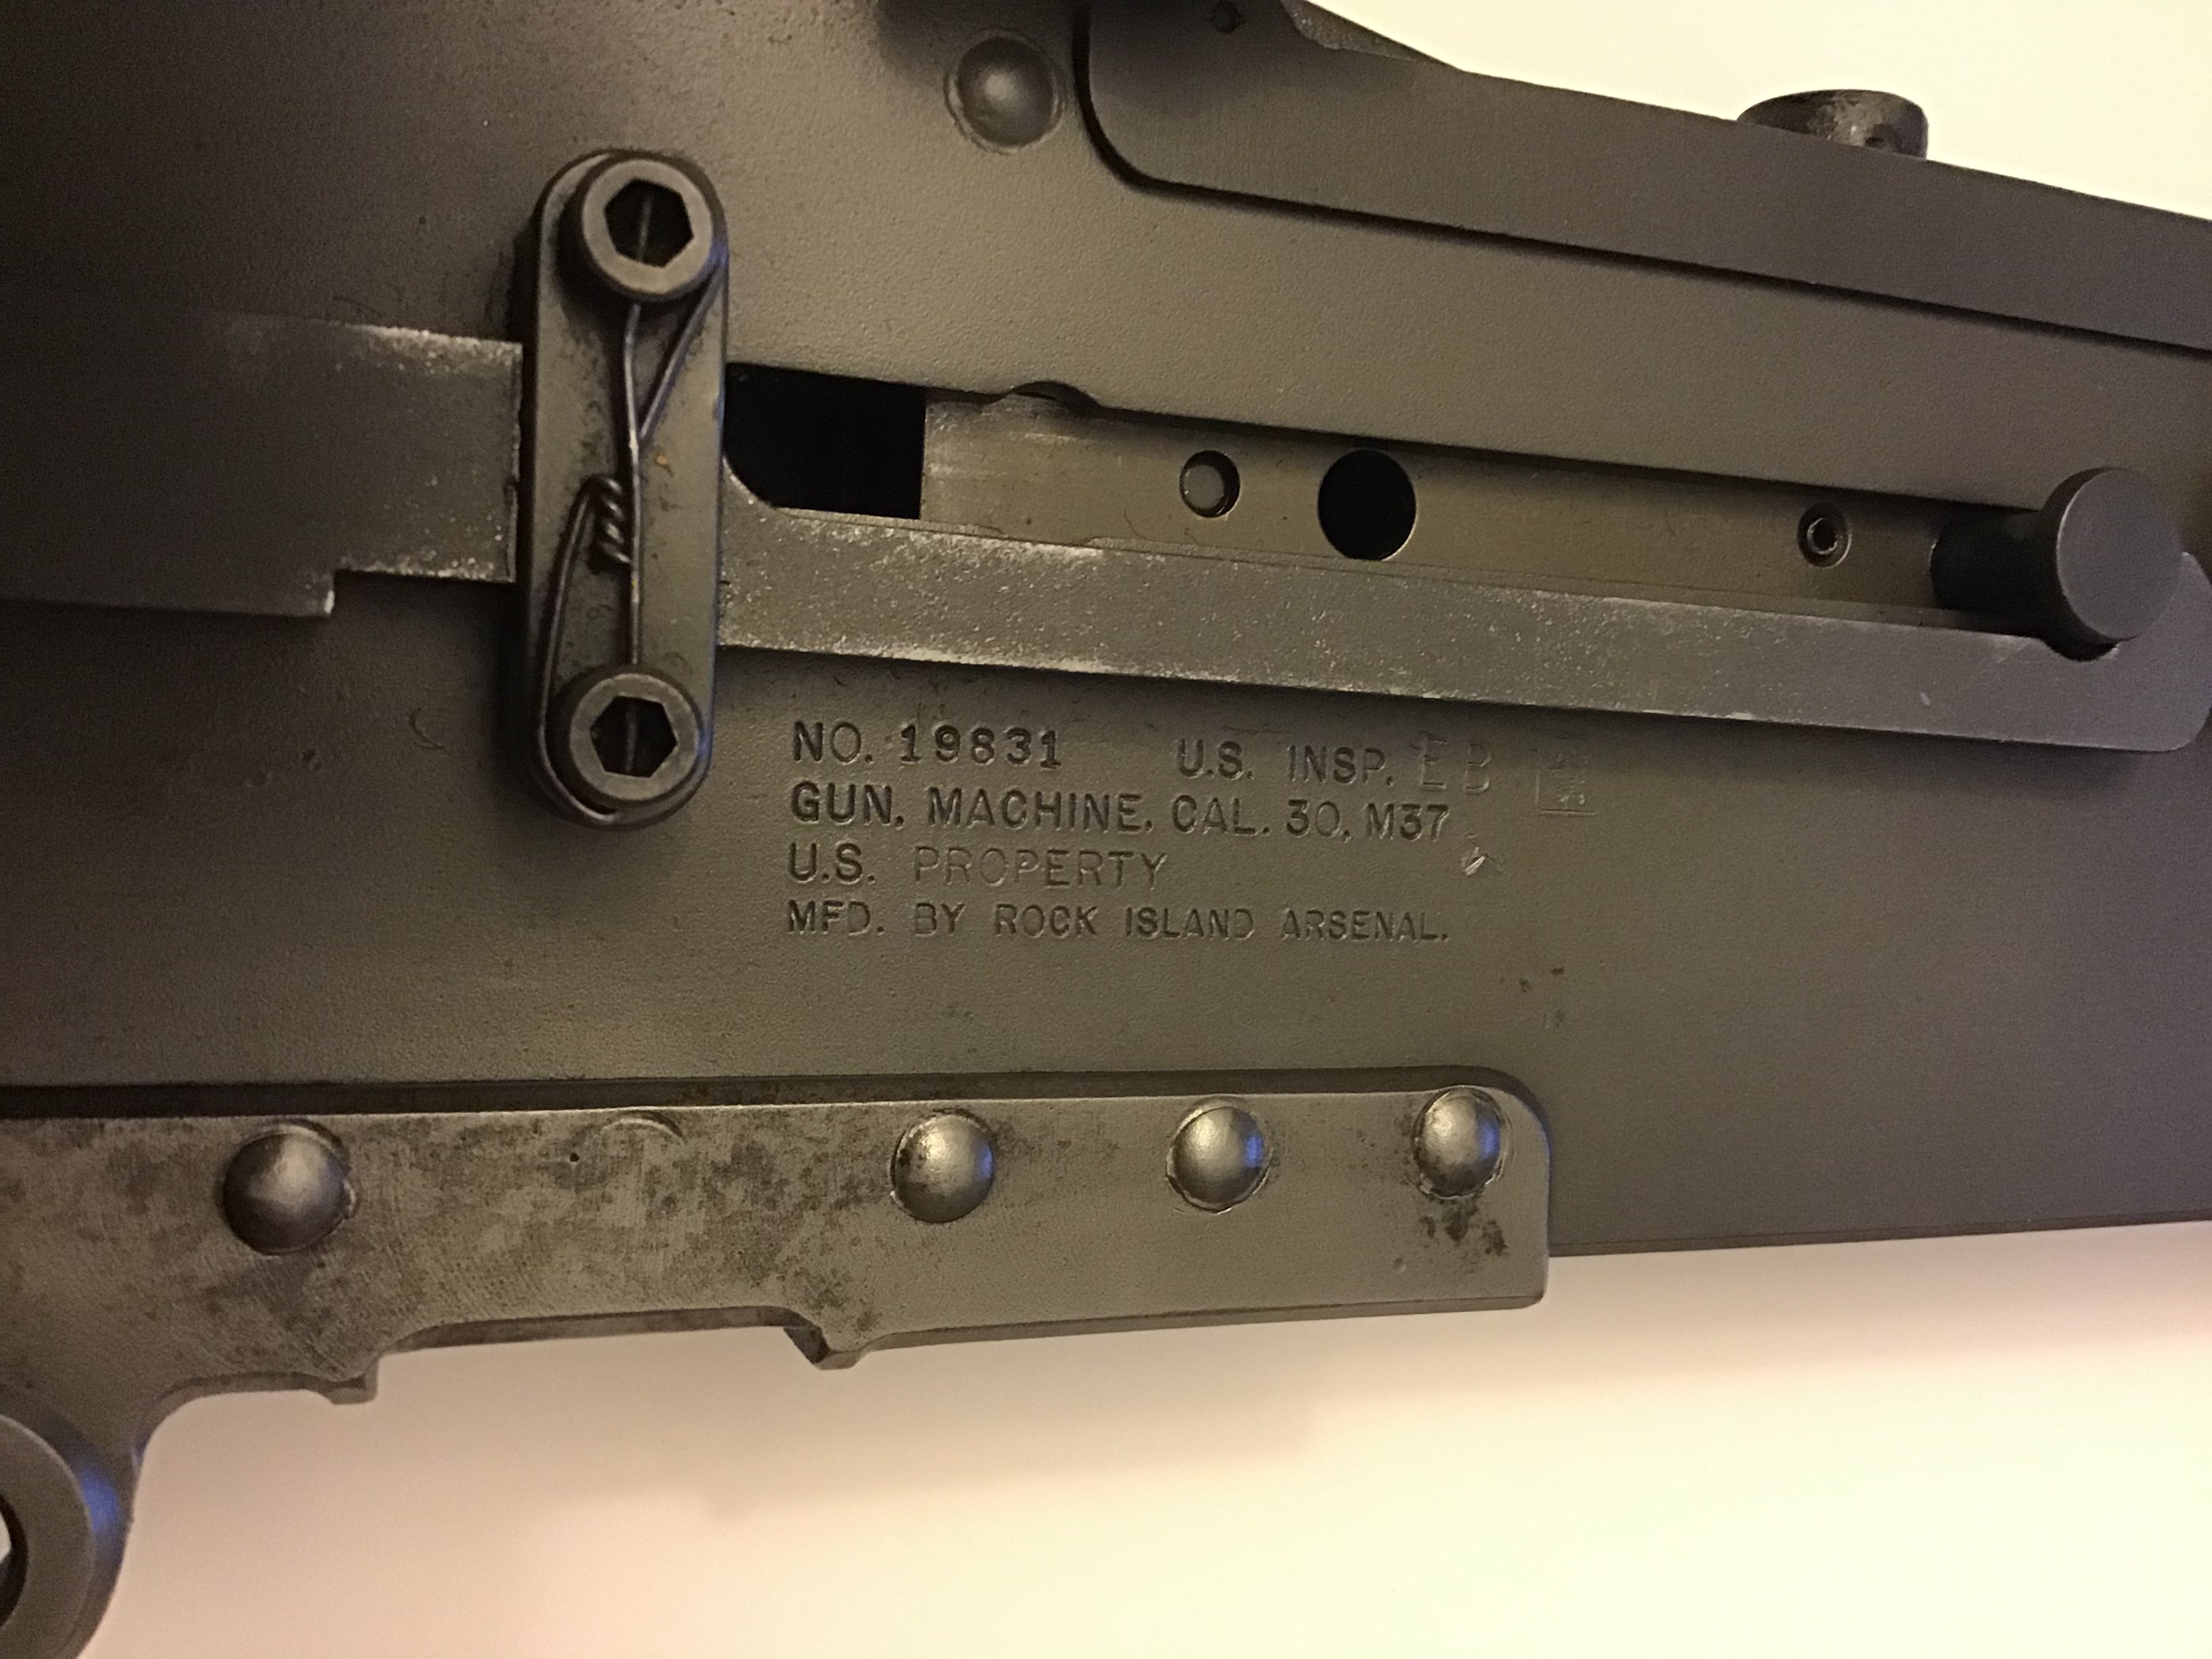 NO. 19831 U.S. INSP. EB
GUN, MACHINE, CAL. 30, M37
U.S. PROPERTY
MFD. BY ROCK ISLAND ARSENAL.